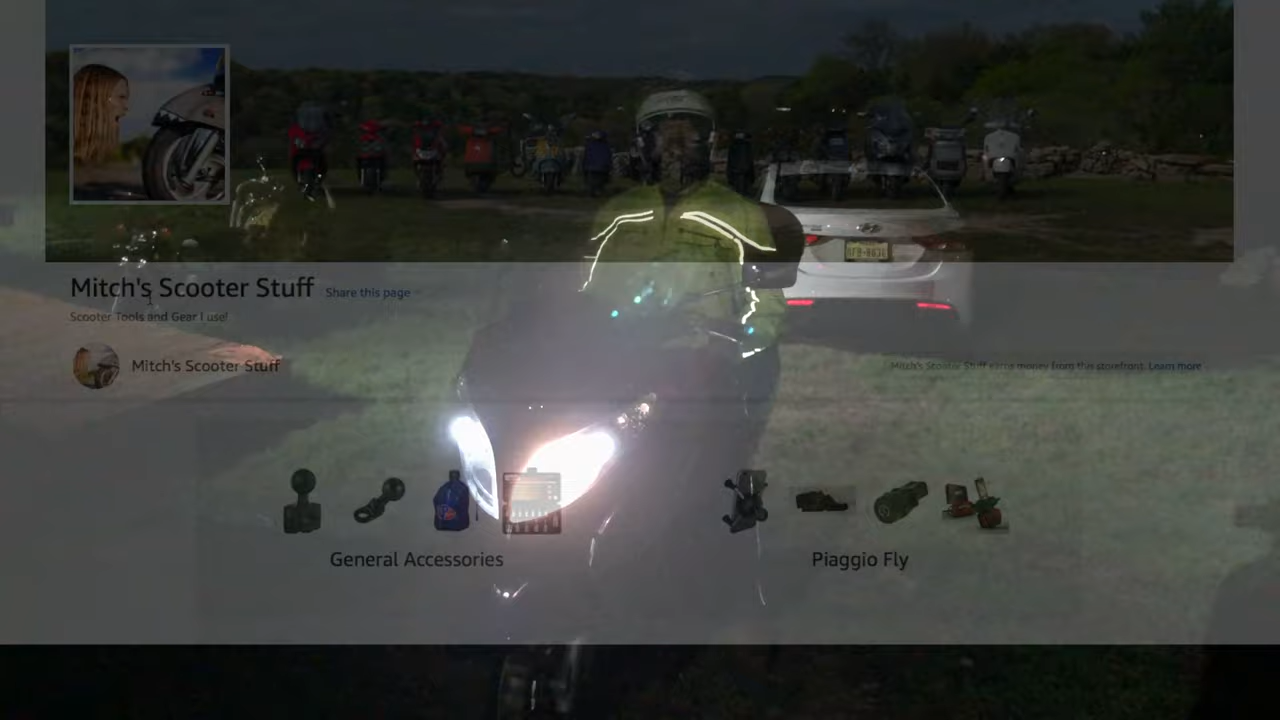 Mitch's Scooter Stuff Share this page
Scooter Tools and Gear I use!
Mitch's Scooter Stuff
Mitch's Scooter Stuff earns money from this storefront. Learn more
General Accessories
Piaggio Fly